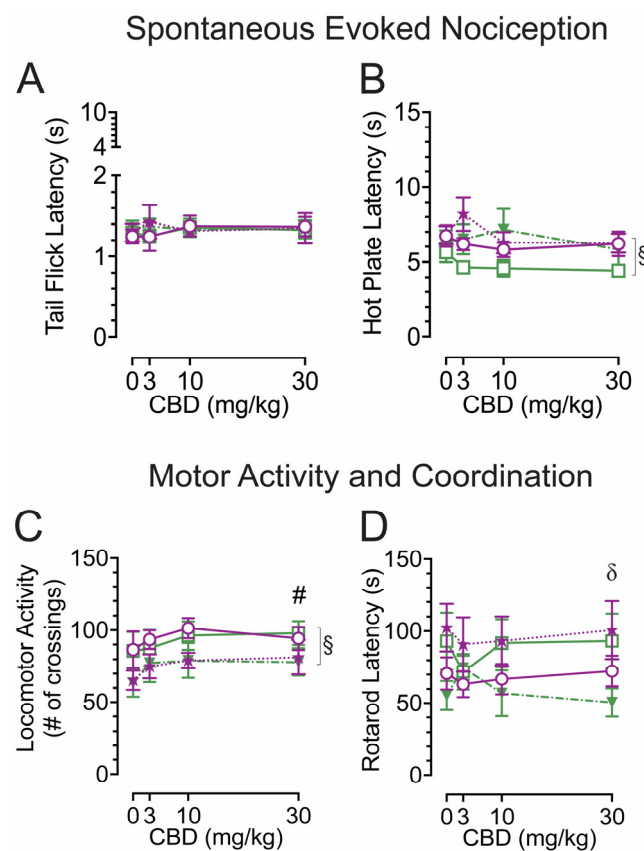 Spontaneous Evoked Nociception
A
B
Tail Flick Latency (s)
10
4
2
1
0
0 3 10 30
CBD (mg/kg)
Hot Plate Latency (s)
15
10
5
0
§
0 3 10 30
CBD (mg/kg)
Motor Activity and Coordination
C
D
Locomotor Activity
(# of crossings)
150
100
50
0
#
§
0 3 10 30
CBD (mg/kg)
Rotarod Latency (s)
150
100
50
0
δ
0 3 10 30
CBD (mg/kg)